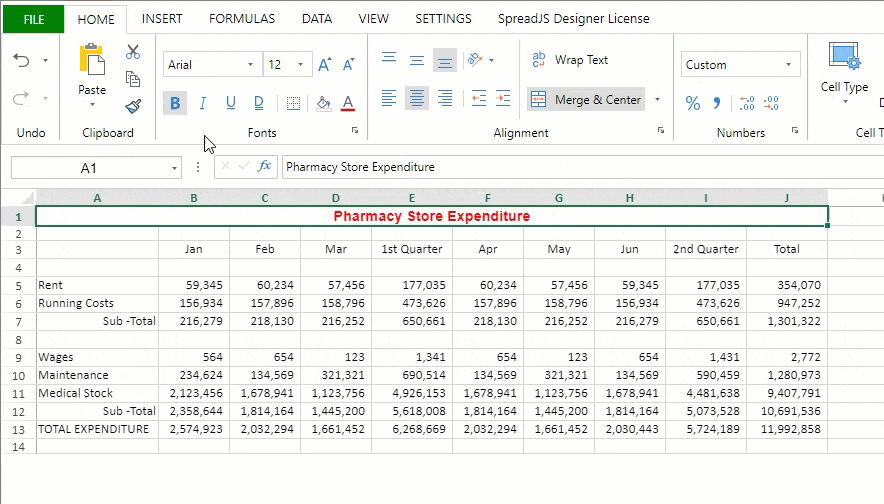 FILE HOME INSERT FORMULAS DATA VIEW SETTINGS SpreadJS Designer License
Arial 12 A A ab c Wrap Text Custom
Paste Cell Type
B I U D A Merge & Center % .0 .00 .00 .0
Undo Clipboard Fonts Alignment Numbers Cell T
A1 fx Pharmacy Store Expenditure
A B C D E F G H I J
1 Pharmacy Store Expenditure
2
3 Jan Feb Mar 1st Quarter Apr May Jun 2nd Quarter Total
4
5 Rent 59,345 60,234 57,456 177,035 60,234 57,456 59,345 177,035 354,070
6 Running Costs 156,934 157,896 158,796 473,626 157,896 158,796 156,934 473,626 947,252
7 Sub -Total 216,279 218,130 216,252 650,661 218,130 216,252 216,279 650,661 1,301,322
8
9 Wages 564 654 123 1,341 654 123 654 1,431 2,772
10 Maintenance 234,624 134,569 321,321 690,514 134,569 321,321 134,569 590,459 1,280,973
11 Medical Stock 2,123,456 1,678,941 1,123,756 4,926,153 1,678,941 1,123,756 1,678,941 4,481,638 9,407,791
12 Sub -Total 2,358,644 1,814,164 1,445,200 5,618,008 1,814,164 1,445,200 1,814,164 5,073,528 10,691,536
13 TOTAL EXPENDITURE 2,574,923 2,032,294 1,661,452 6,268,669 2,032,294 1,661,452 2,030,443 5,724,189 11,992,858
14